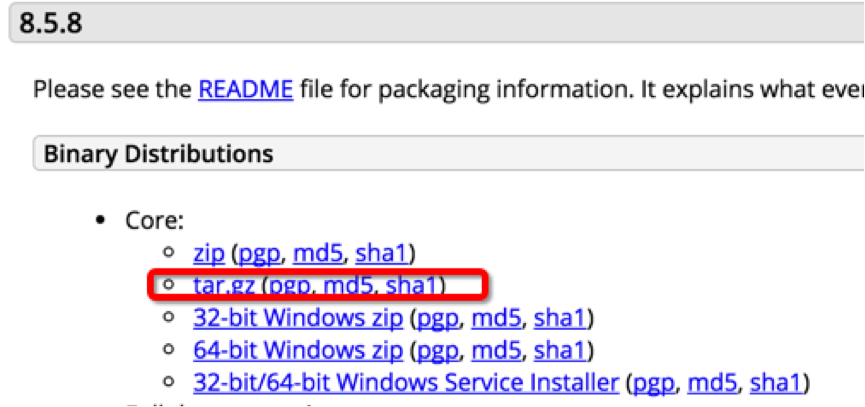 8.5.8
Please see the README file for packaging information. It explains what
Binary Distributions
• Core:
○ zip (pgp, md5, sha1)
○ tar.gz (pgp, md5, sha1)
○ 32-bit Windows zip (pgp, md5, sha1)
○ 64-bit Windows zip (pgp, md5, sha1)
○ 32-bit/64-bit Windows Service Installer (pgp, md5, sha1)